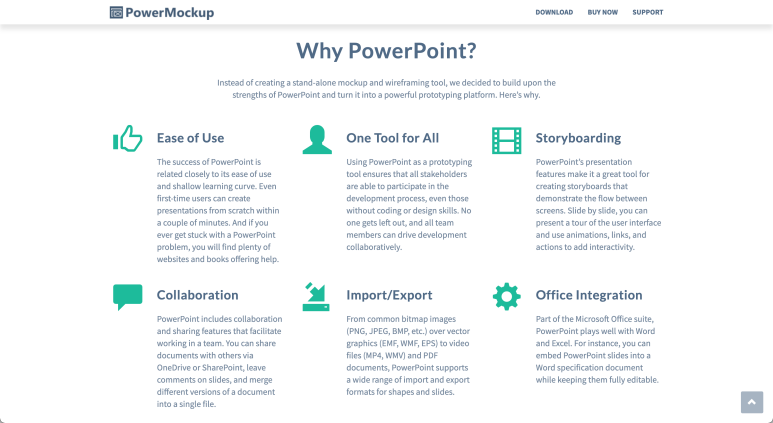 PowerMockup
DOWNLOAD BUY NOW SUPPORT
Why PowerPoint?
Instead of creating a stand-alone mockup and wireframing tool, we decided to build upon the
strengths of PowerPoint and turn it into a powerful prototyping platform. Here's why.
Ease of Use
The success of PowerPoint is
related closely to its ease of use
and shallow learning curve. Even
first-time users can create
presentations from scratch within
a couple of minutes. And if you
ever get stuck with a PowerPoint
problem, you will find plenty of
websites and books offering help.
One Tool for All
Using PowerPoint as a prototyping
tool ensures that all stakeholders
are able to participate in the
development process, even those
without coding or design skills. No
one gets left out, and all team
members can drive development
collaboratively.
Storyboarding
PowerPoint's presentation
features make it a great tool for
creating storyboards that
demonstrate the flow between
screens. Slide by slide, you can
present a tour of the user interface
and use animations, links, and
actions to add interactivity.
Collaboration
PowerPoint includes collaboration
and sharing features that facilitate
working in a team. You can share
documents with others via
OneDrive or SharePoint, leave
comments on slides, and merge
different versions of a document
into a single file.
Import/Export
From common bitmap images
(PNG, JPEG, BMP, etc.) over vector
graphics (EMF, WMF, EPS) to video
files (MP4, WMV) and PDF
documents, PowerPoint supports
a wide range of import and export
formats for shapes and slides.
Office Integration
Part of the Microsoft Office suite,
PowerPoint plays well with Word
and Excel. For instance, you can
embed PowerPoint slides into a
Word specification document
while keeping them fully editable.